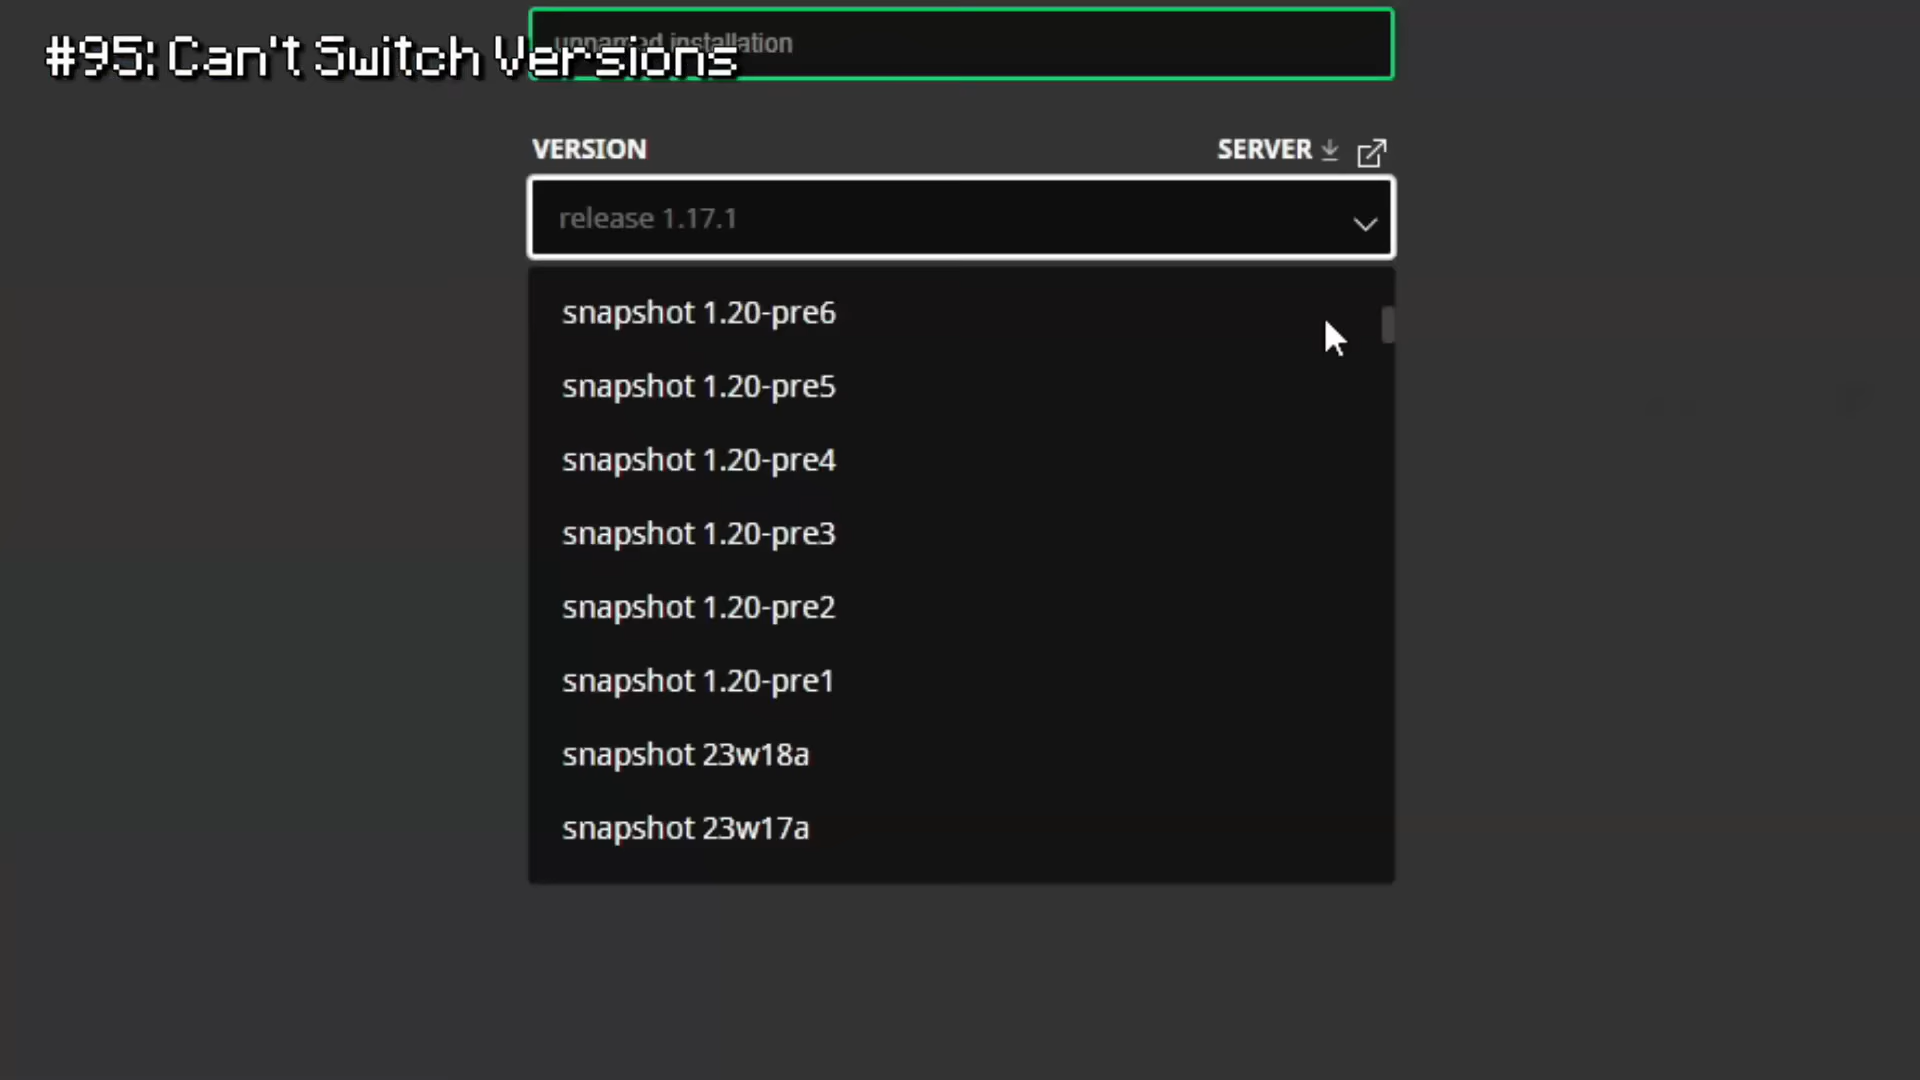 #95: Can't Switch Versions
unnamed installation
VERSION
SERVER
release 1.17.1
snapshot 1.20-pre6
snapshot 1.20-pre5
snapshot 1.20-pre4
snapshot 1.20-pre3
snapshot 1.20-pre2
snapshot 1.20-pre1
snapshot 23w18a
snapshot 23w17a